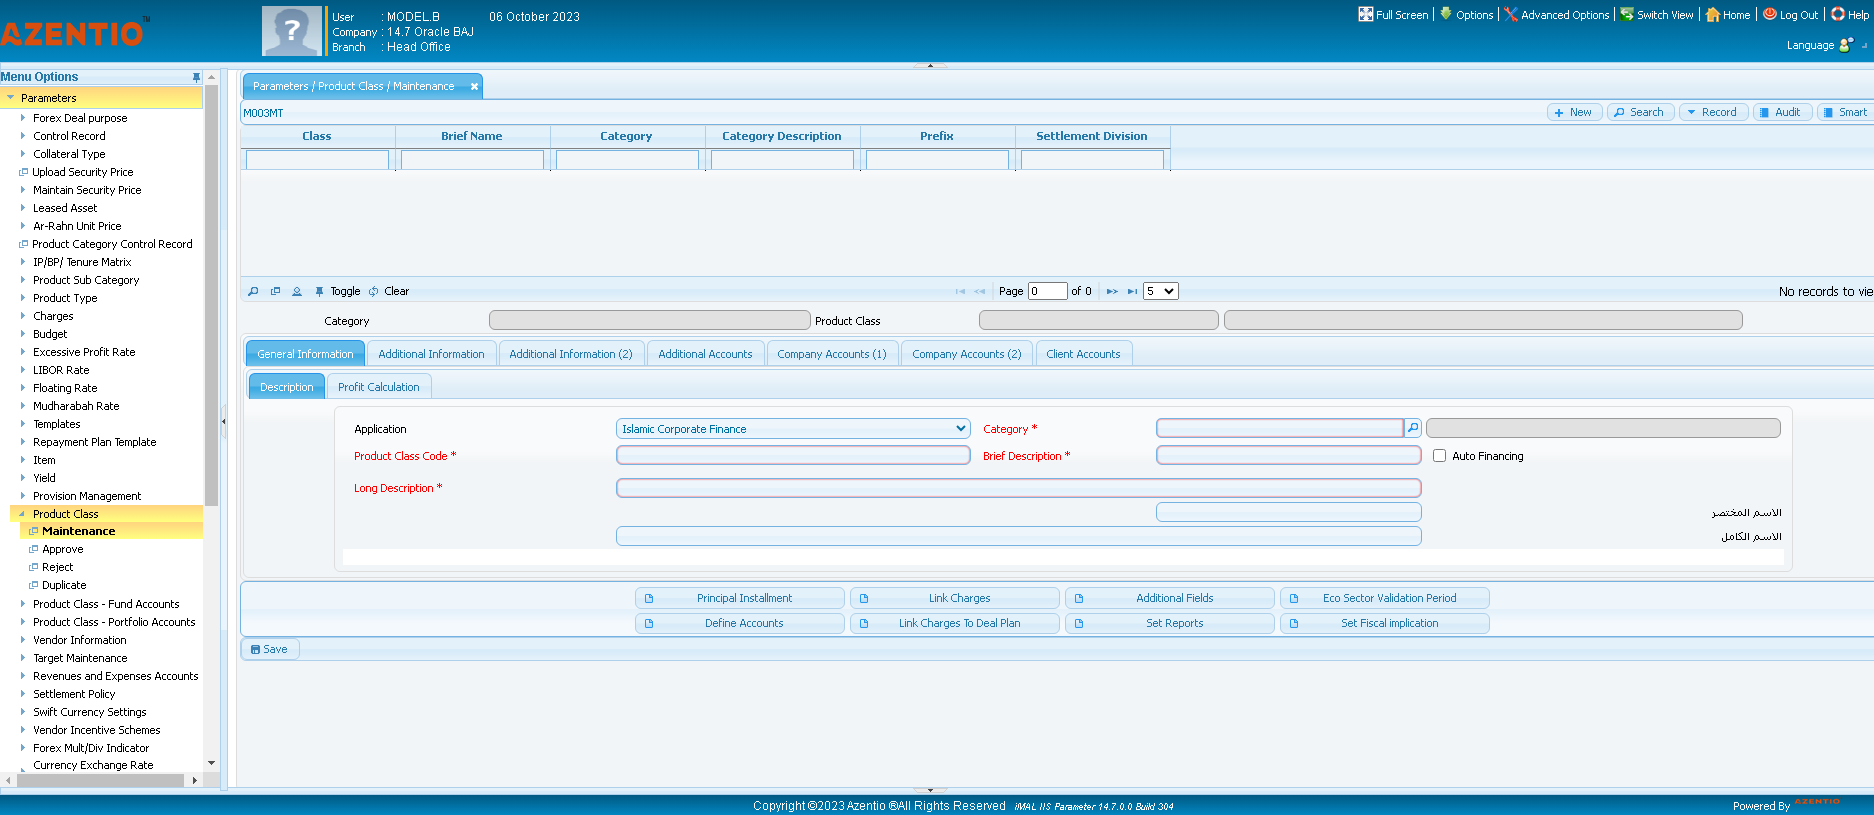 AZENTIO™
User : MODEL.B 06 October 2023
Company : 14.7 Oracle BAJ
Branch : Head Office
Full Screen Options Advanced Options Switch View Home Log Out Help
Language
Menu Options
Parameters
Forex Deal purpose
Control Record
Collateral Type
Upload Security Price
Maintain Security Price
Leased Asset
Ar-Rahn Unit Price
Product Category Control Record
IP/BP/ Tenure Matrix
Product Sub Category
Product Type
Charges
Budget
Excessive Profit Rate
LIBOR Rate
Floating Rate
Mudharabah Rate
Templates
Repayment Plan Template
Item
Yield
Provision Management
Product Class
Maintenance
Approve
Reject
Duplicate
Product Class - Fund Accounts
Product Class - Portfolio Accounts
Vendor Information
Target Maintenance
Revenues and Expenses Accounts
Settlement Policy
Swift Currency Settings
Vendor Incentive Schemes
Forex Mult/Div Indicator
Currency Exchange Rate
Parameters / Product Class / Maintenance
M003MT
New Search Record Audit Smart
Class Brief Name Category Category Description Prefix Settlement Division
Toggle Clear Page 0 of 0 5 No records to vie
Category Product Class
General Information Additional Information Additional Information (2) Additional Accounts Company Accounts (1) Company Accounts (2) Client Accounts
Description Profit Calculation
Application Islamic Corporate Finance Category *
Product Class Code * Brief Description * Auto Financing
Long Description *
الاسم المختصر
الاسم الكامل
Principal Installment Link Charges Additional Fields Eco Sector Validation Period
Define Accounts Link Charges To Deal Plan Set Reports Set Fiscal implication
Save
Copyright ©2023 Azentio ®All Rights Reserved iMAL IIS Parameter 14.7.0.0 Build 304
Powered By AZENTIO